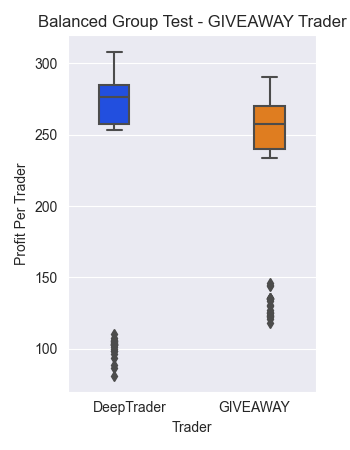 Balanced Group Test - GIVEAWAY Trader
300
250
200
150
100
Profit Per Trader
DeepTrader
GIVEAWAY
Trader